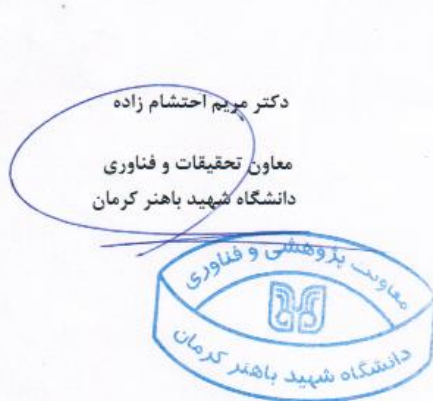 دکتر مریم احتشام زاده
معاون تحقیقات و فناوری
دانشگاه شهید باهنر کرمان
معاونت پژوهشی و فناوری
دانشگاه شهید باهنر کرمان